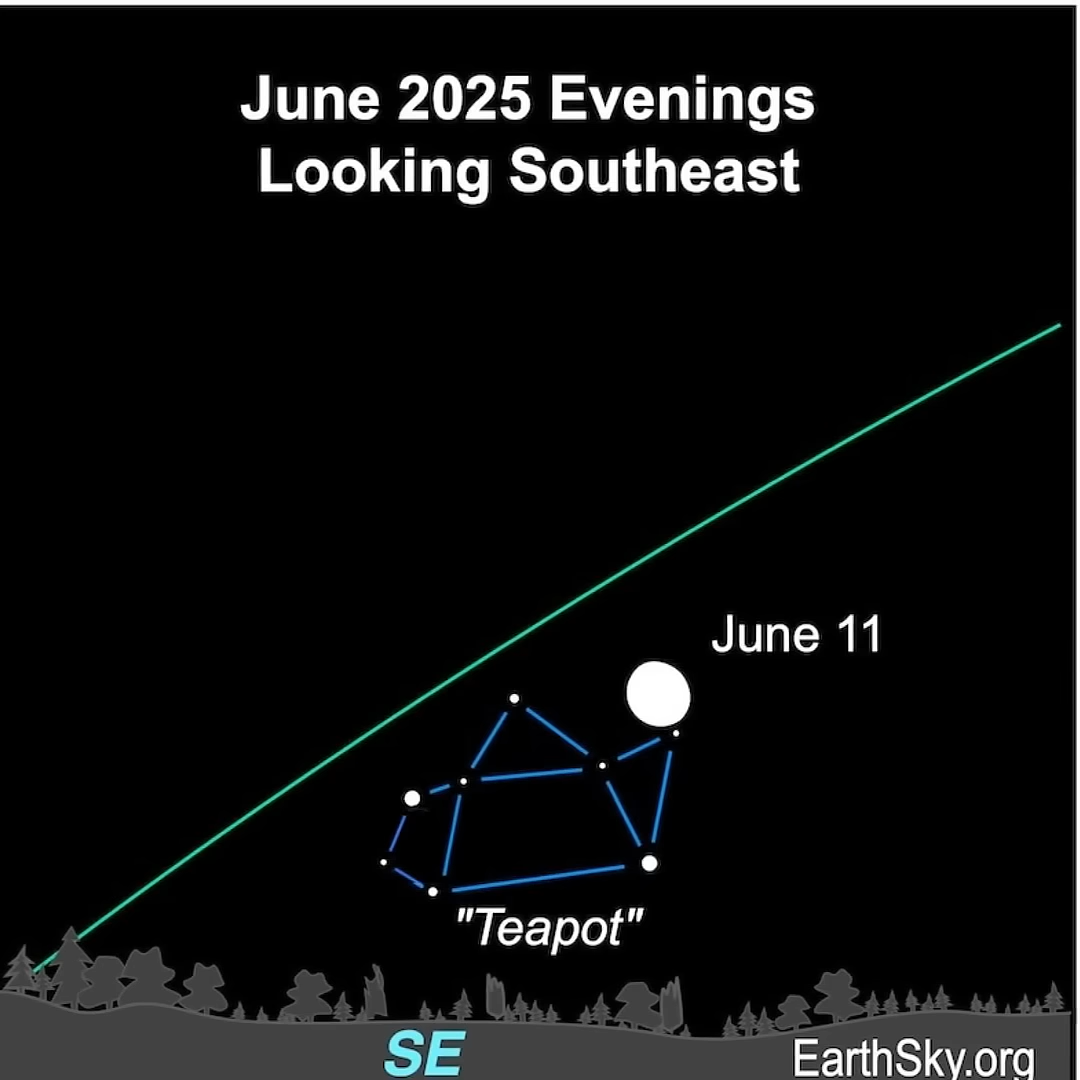 June 2025 Evenings
Looking Southeast
June 11
"Teapot"
SE
EarthSky.org